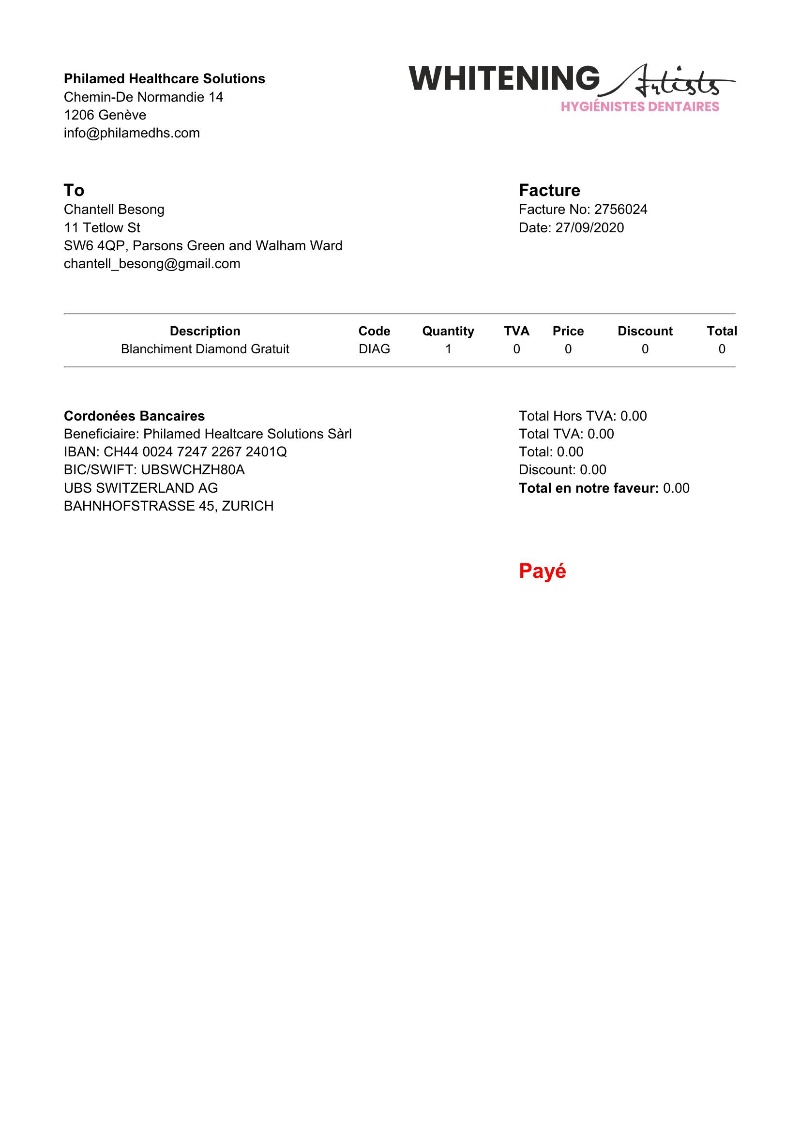 Philamed Healthcare Solutions
Chemin-De Normandie 14
1206 Genève
info@philamedhs.com
WHITENING Artists
HYGIÉNISTES DENTAIRES
To
Chantell Besong
11 Tetlow St
SW6 4QP, Parsons Green and Walham Ward
chantell_besong@gmail.com
Facture
Facture No: 2756024
Date: 27/09/2020
Description Code Quantity TVA Price Discount Total
Blanchiment Diamond Gratuit DIAG 1 0 0 0 0
Cordonées Bancaires
Beneficiaire: Philamed Healtcare Solutions Sàrl
IBAN: CH44 0024 7247 2267 2401Q
BIC/SWIFT: UBSWCHZH80A
UBS SWITZERLAND AG
BAHNHOFSTRASSE 45, ZURICH
Total Hors TVA: 0.00
Total TVA: 0.00
Total: 0.00
Discount: 0.00
Total en notre faveur: 0.00
Payé